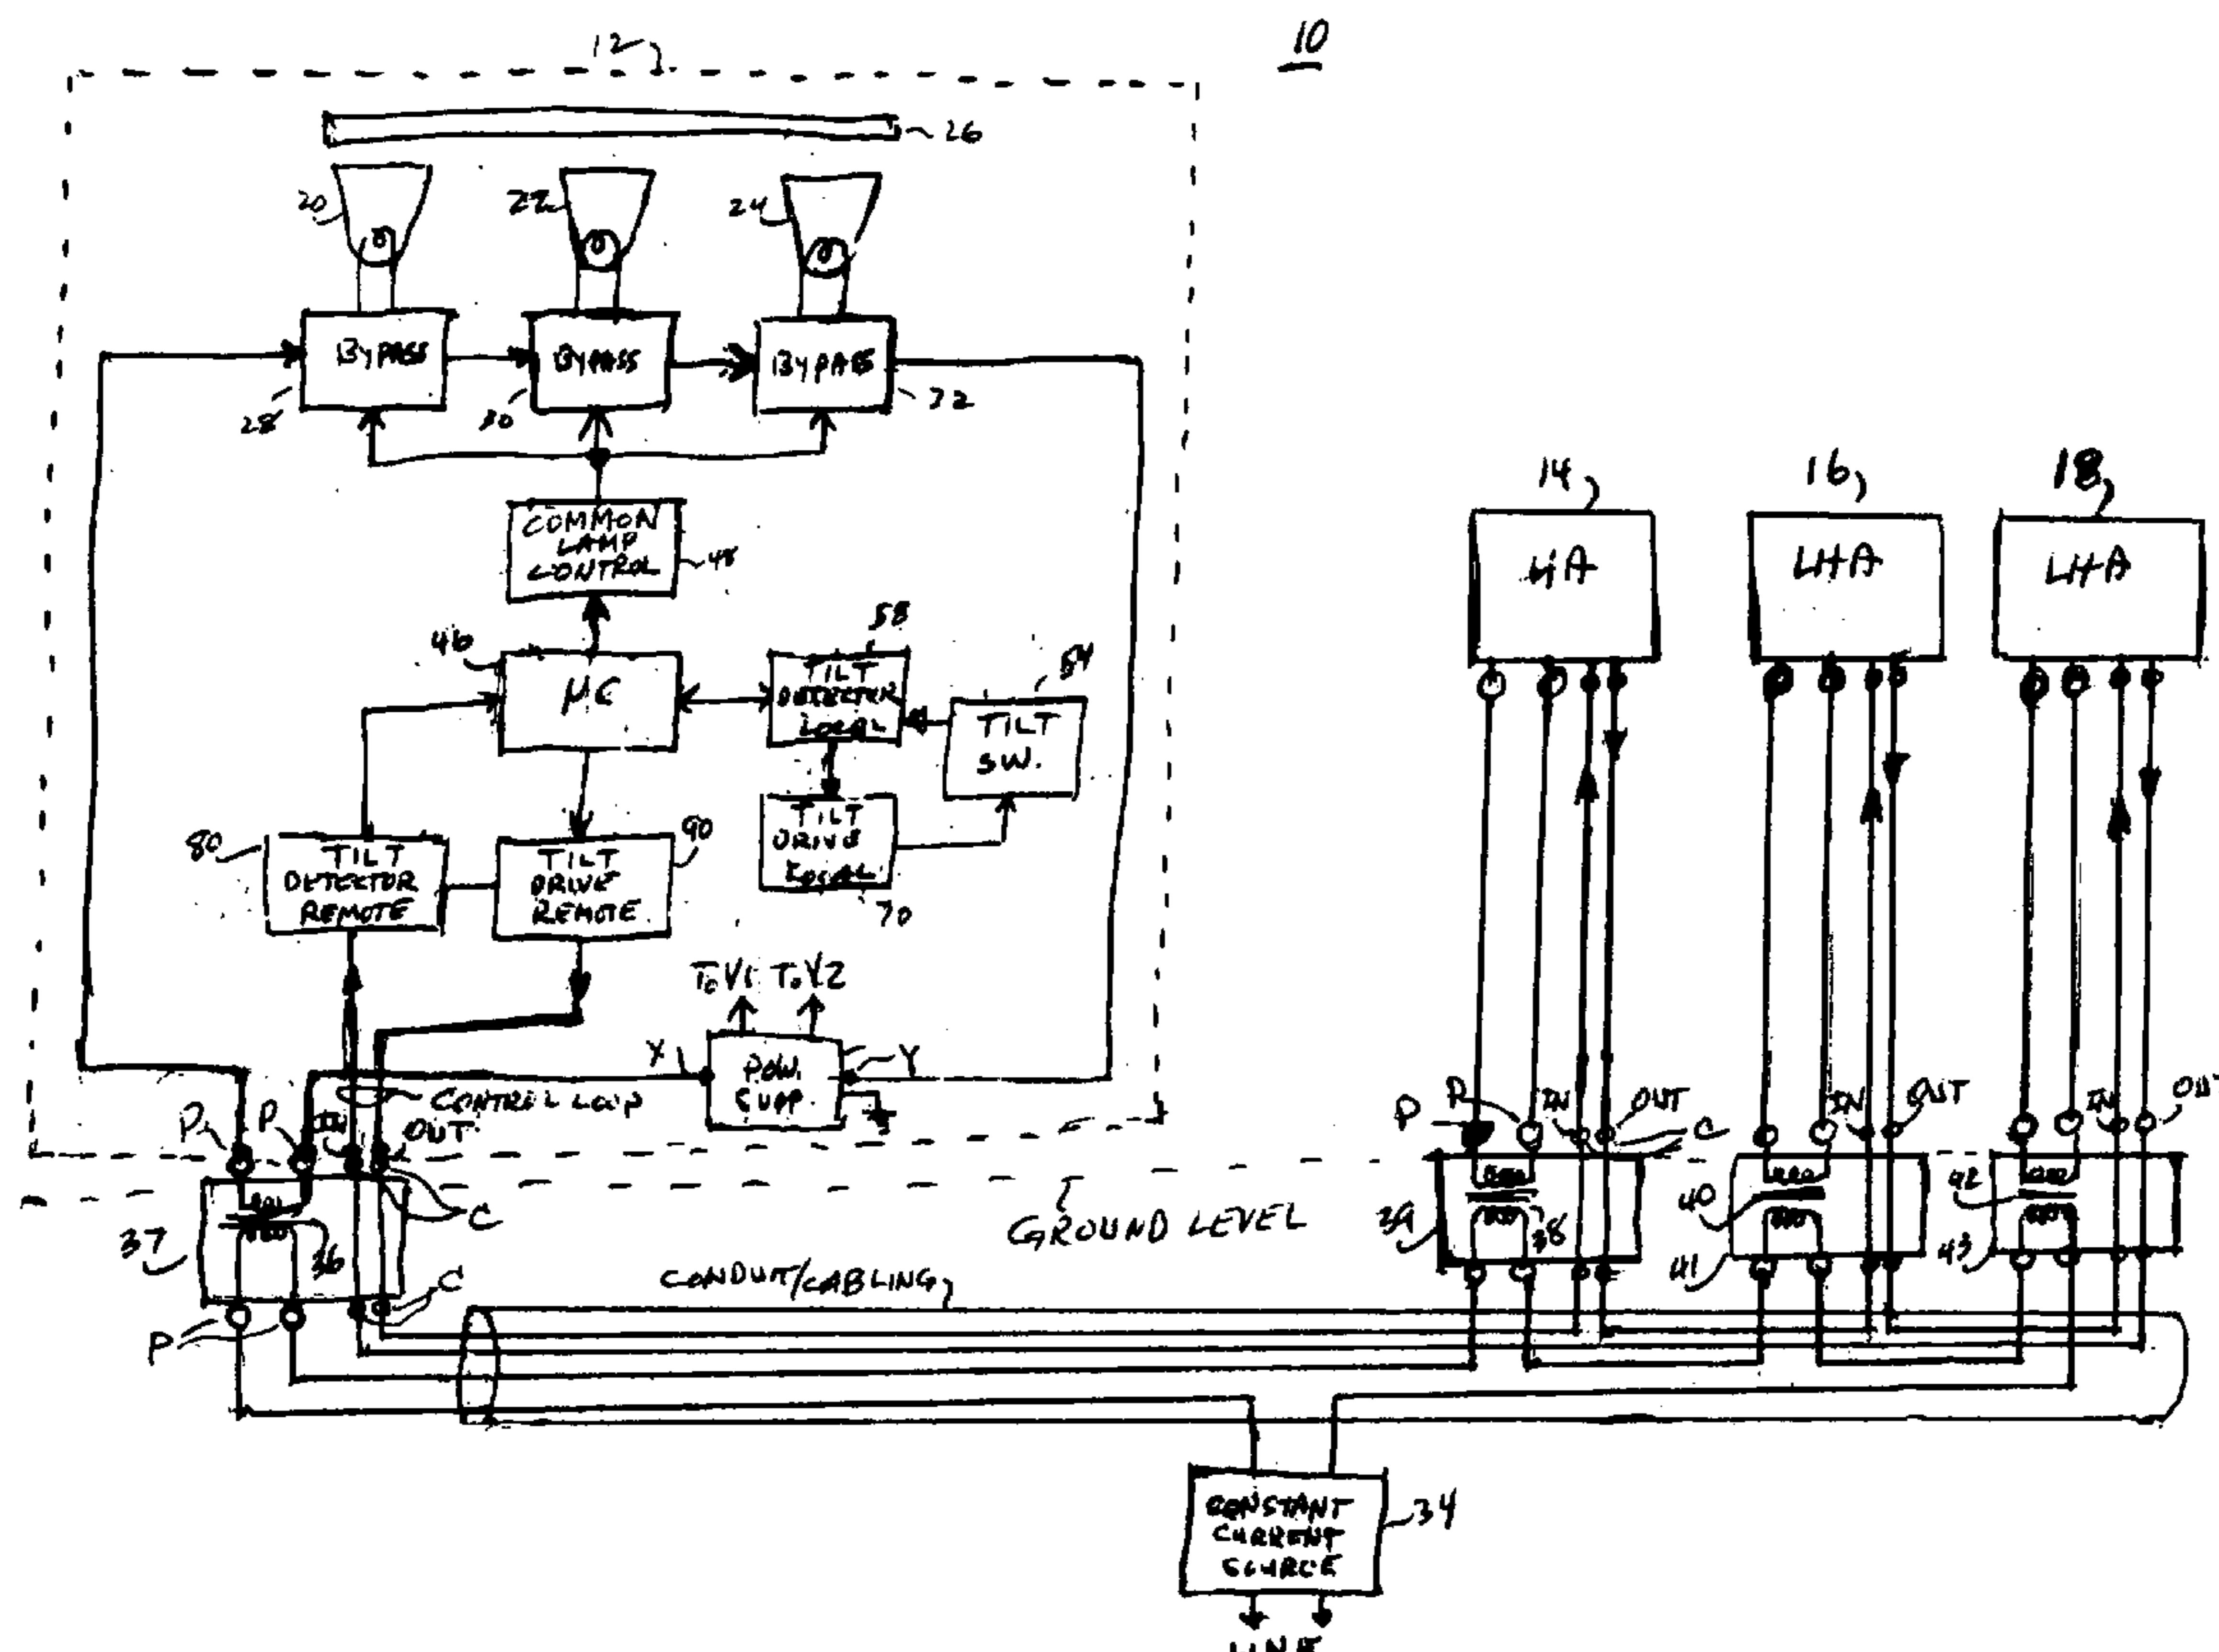 12
10
26
20
22
24
BYPASS
BYPASS
BYPASS
28
30
32
COMMON
LAMP
CONTROL
48
46
μC
58
TILT
DETECTOR
LOCAL
54
TILT
SW.
TILT
DRIVE
LOCAL
70
80
TILT
DETECTOR
REMOTE
90
TILT
DRIVE
REMOTE
To V1 To V2
X
POW.
SUPP.
Y
CONTROL LOOP
P
P
IN
OUT
C
37
36
C
P
GROUND LEVEL
CONDUIT/CABLING
14
LHA
16
LHA
18
LHA
P
P
IN
OUT
C
IN
OUT
IN
OUT
39
38
40
41
42
43
CONSTANT
CURRENT
SOURCE
34
LINE